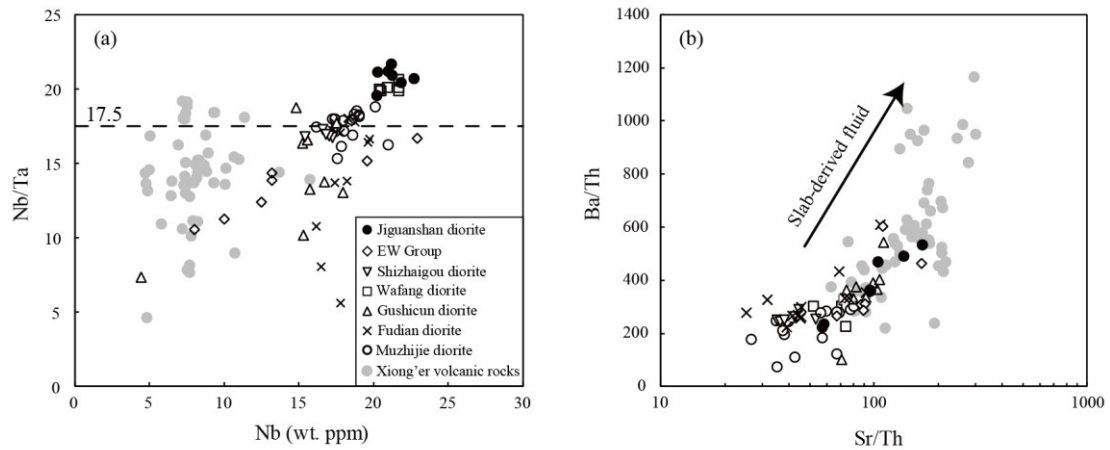 (a)
25
20
15
10
5
0
Nb/Ta
17.5
0 5 10 15 20 25 30
Nb (wt. ppm)
Jiguanshan diorite
EW Group
Shizhaigou diorite
Wafang diorite
Gushicun diorite
Fudian diorite
Muzhijie diorite
Xiong’er volcanic rocks
(b)
1400
1200
1000
800
600
400
200
0
Ba/Th
Slab-derived fluid
10 100 1000
Sr/Th